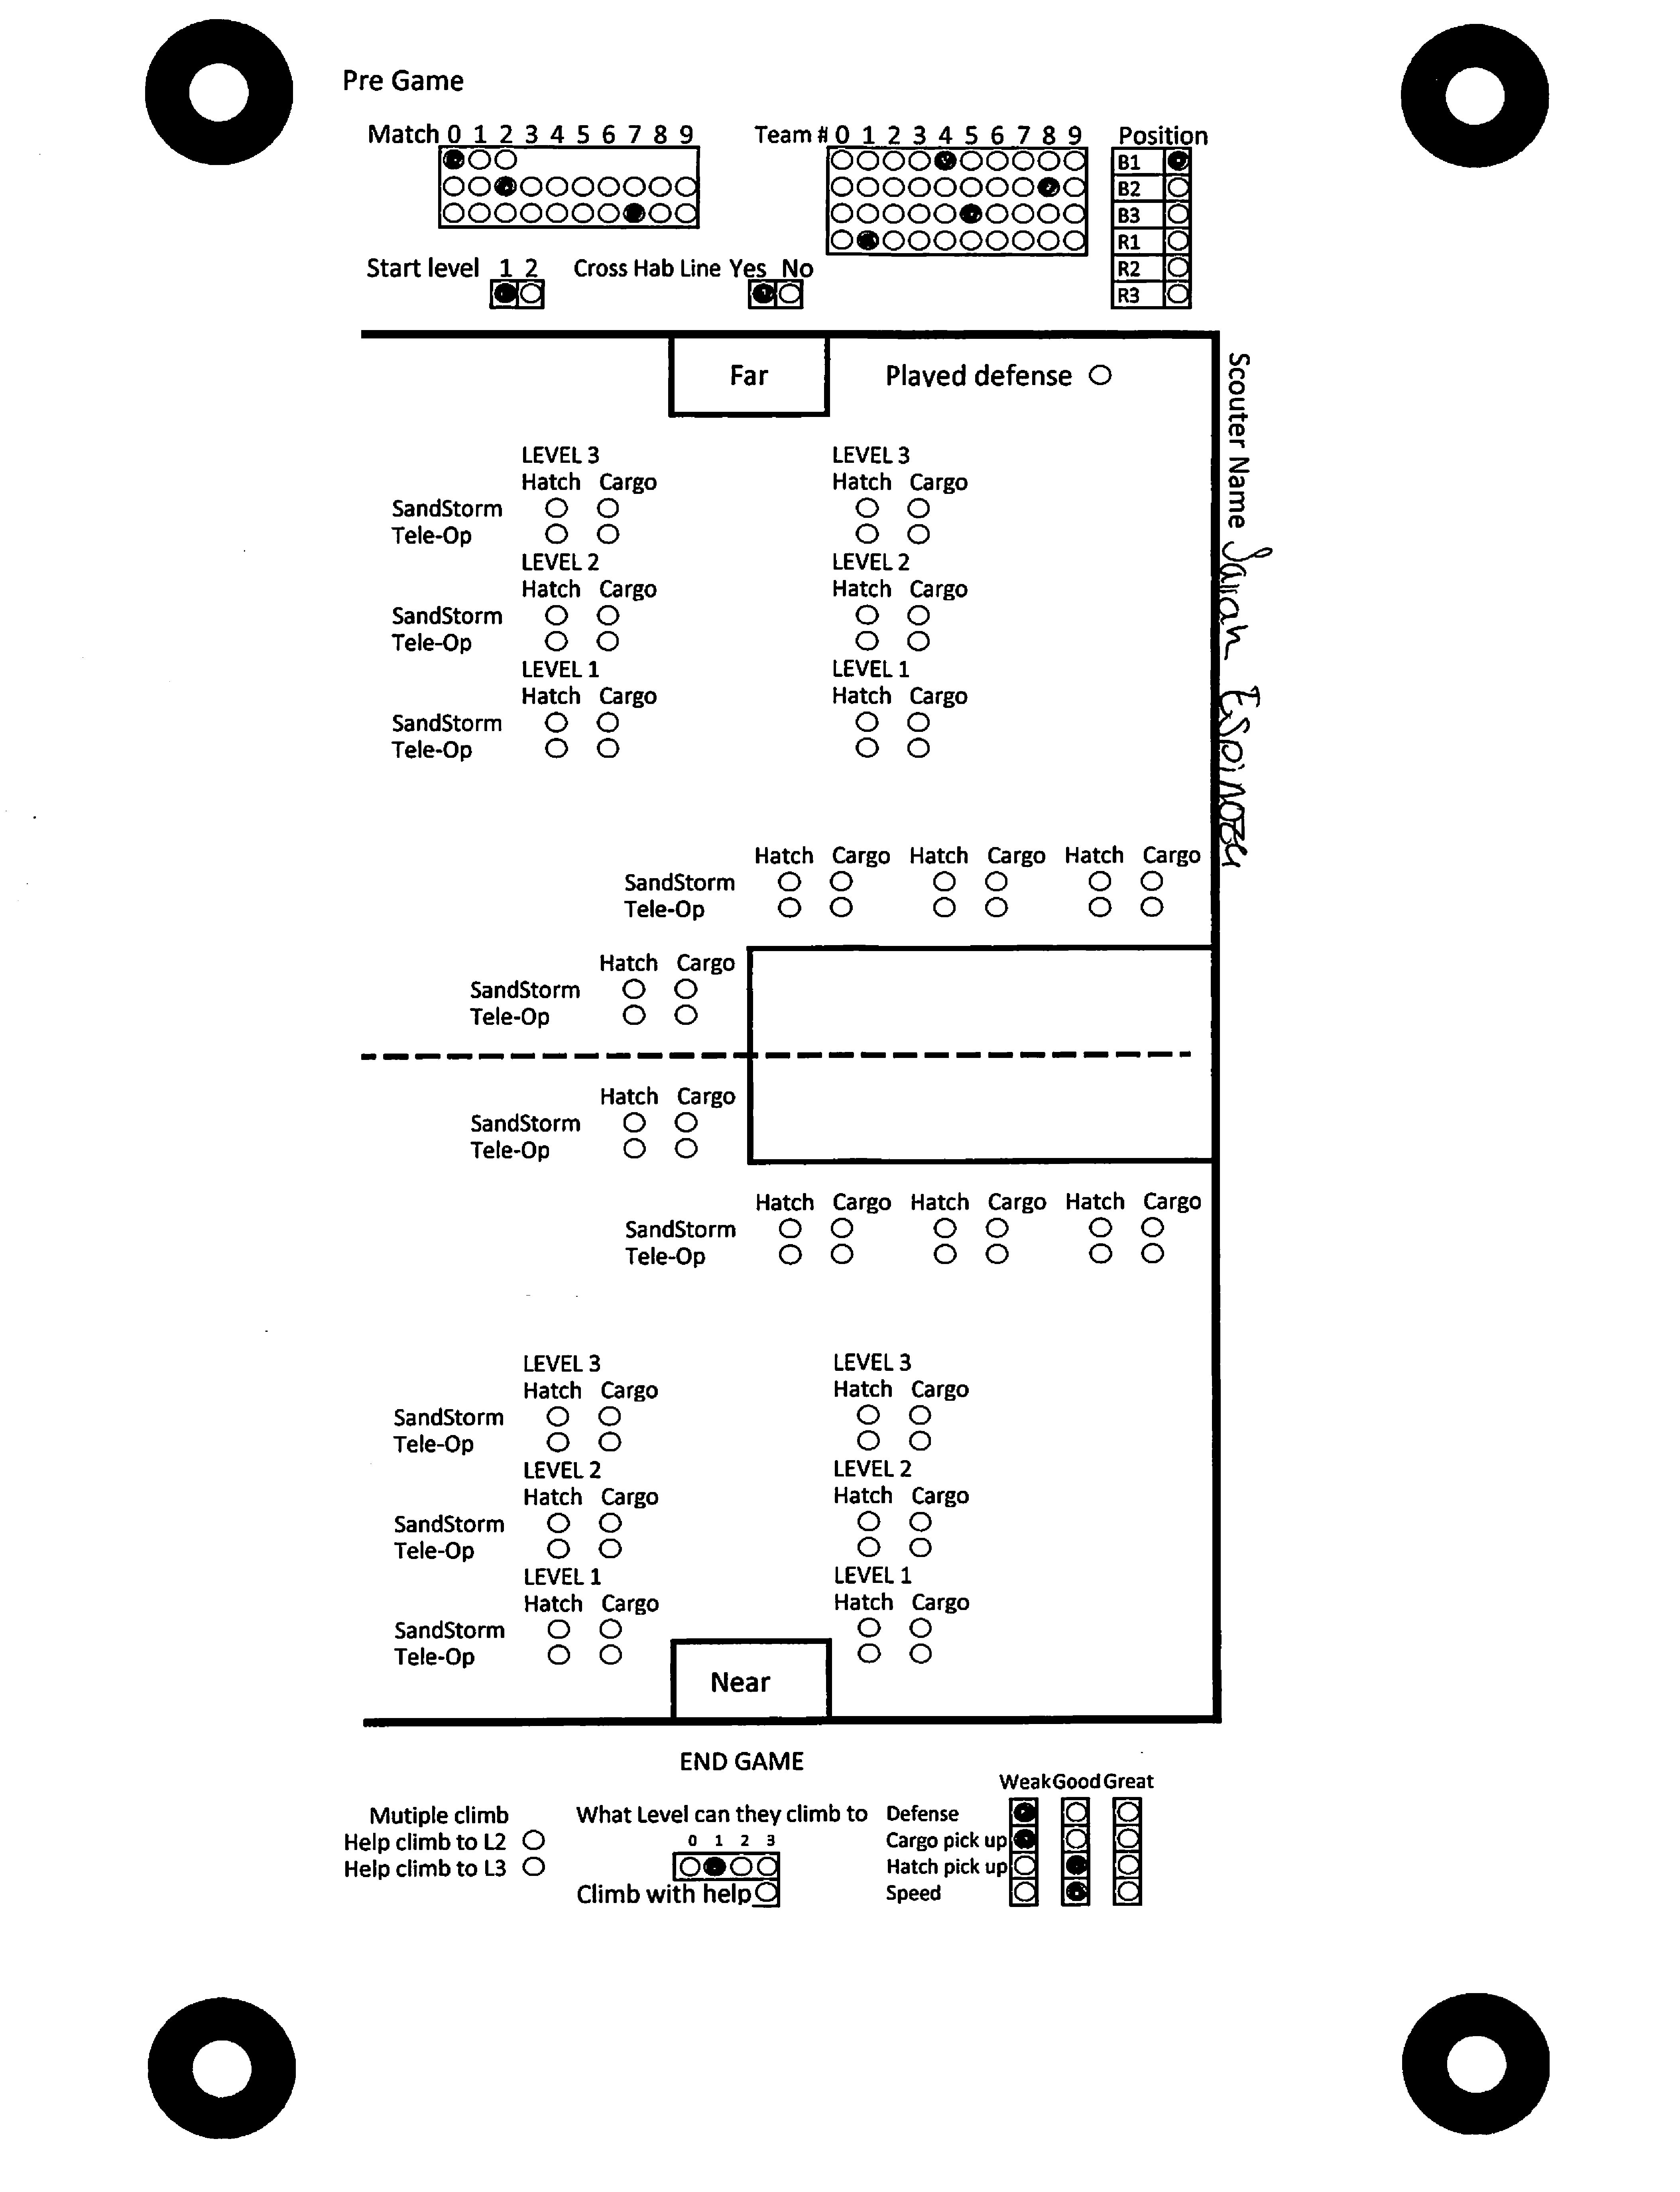 Pre Game
Match 0 1 2 3 4 5 6 7 8 9
Team # 0 1 2 3 4 5 6 7 8 9
Position
B1
B2
B3
R1
R2
R3
Start level 1 2
Cross Hab Line Yes No
Far
Played defense
Scouter Name Sarah Espinoza
LEVEL 3 LEVEL 3
Hatch Cargo Hatch Cargo
SandStorm
Tele-Op
LEVEL 2 LEVEL 2
Hatch Cargo Hatch Cargo
SandStorm
Tele-Op
LEVEL 1 LEVEL 1
Hatch Cargo Hatch Cargo
SandStorm
Tele-Op
Hatch Cargo Hatch Cargo Hatch Cargo
SandStorm
Tele-Op
Hatch Cargo
SandStorm
Tele-Op
Hatch Cargo
SandStorm
Tele-Op
Hatch Cargo Hatch Cargo Hatch Cargo
SandStorm
Tele-Op
LEVEL 3 LEVEL 3
Hatch Cargo Hatch Cargo
SandStorm
Tele-Op
LEVEL 2 LEVEL 2
Hatch Cargo Hatch Cargo
SandStorm
Tele-Op
LEVEL 1 LEVEL 1
Hatch Cargo Hatch Cargo
SandStorm
Tele-Op
Near
END GAME
Mutiple climb
Help climb to L2
Help climb to L3
What Level can they climb to
0 1 2 3
Climb with help
Weak Good Great
Defense
Cargo pick up
Hatch pick up
Speed